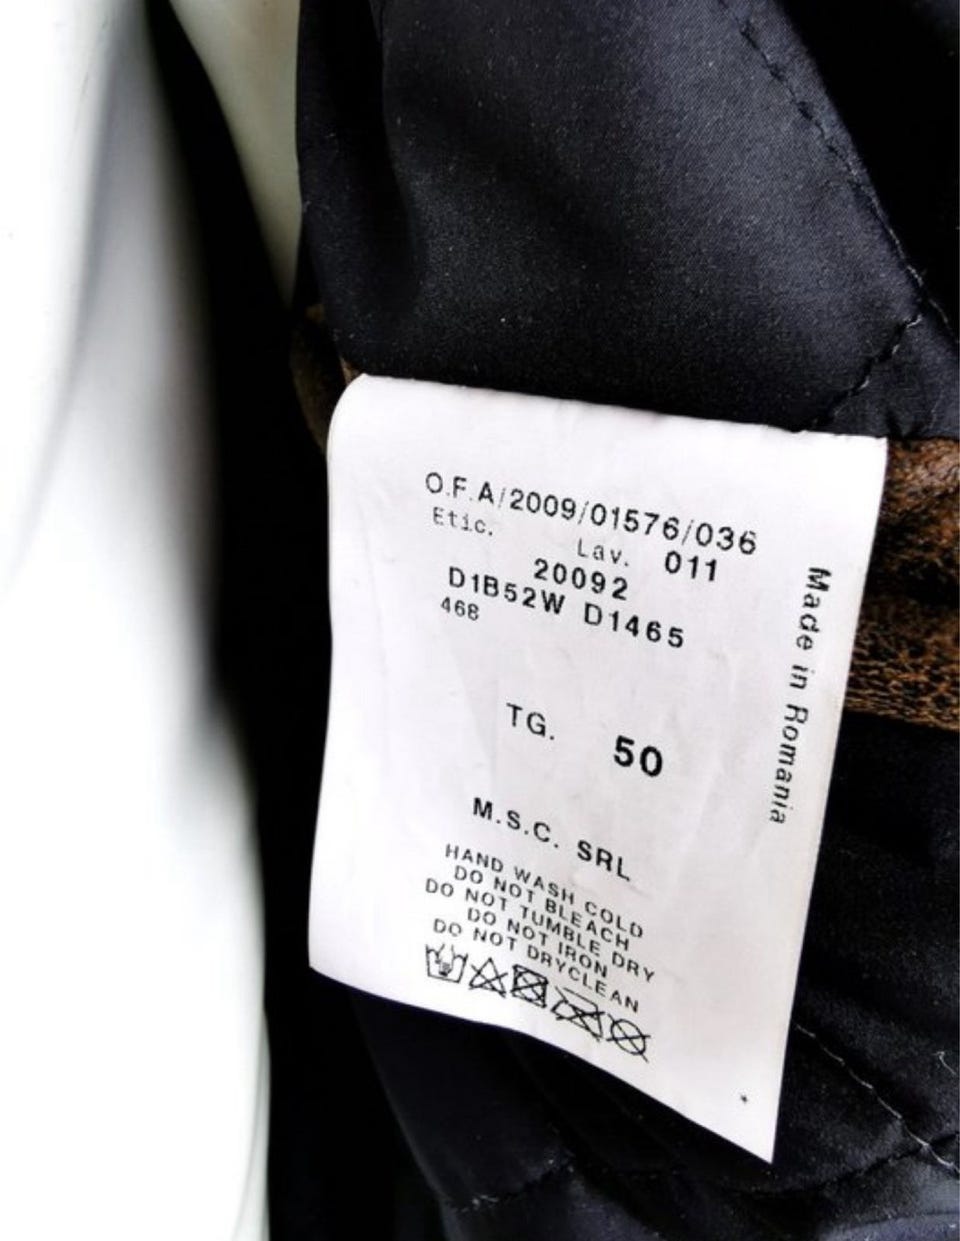 O.F.A/2009/01576/036
Etic. Lav. 011
20092
D1B52W D1465
468
TG. 50
M.S.C. SRL
HAND WASH COLD
DO NOT BLEACH
DO NOT TUMBLE DRY
DO NOT IRON
DO NOT DRYCLEAN
Made in Romania